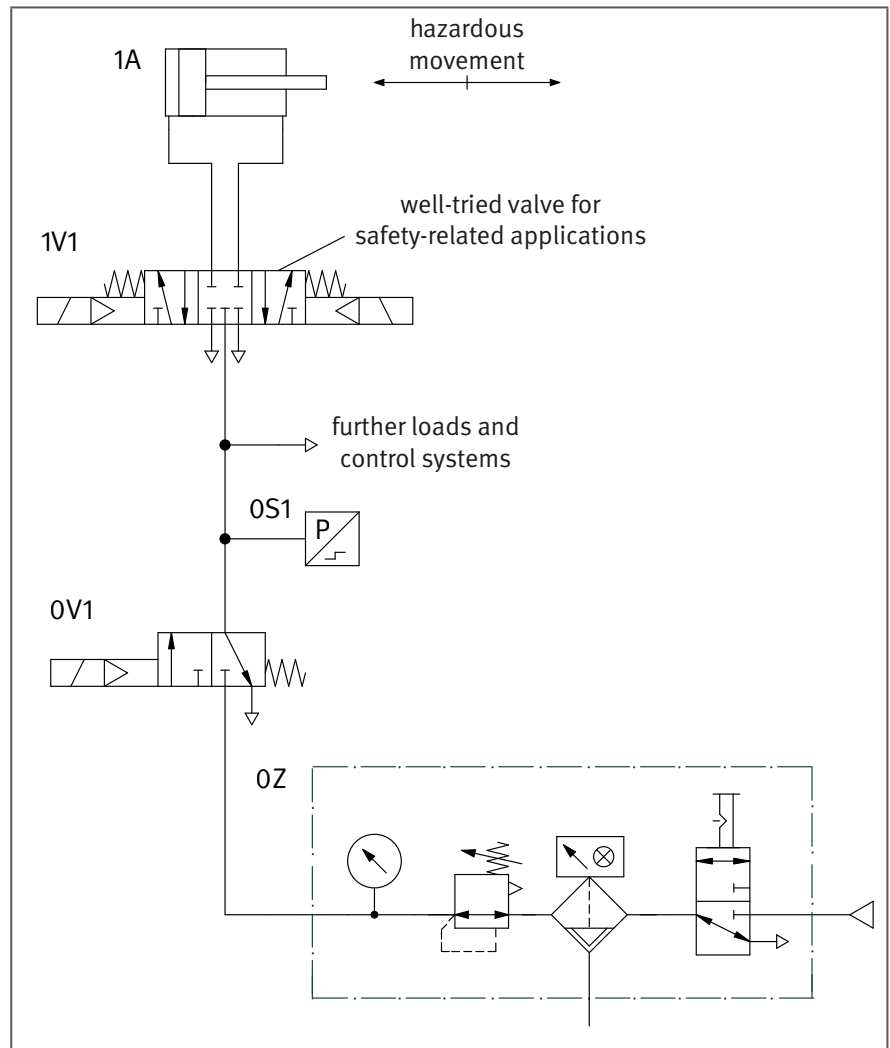 hazardous
movement
1A
well-tried valve for
safety-related applications
1V1
further loads and
control systems
0S1
P
0V1
0Z